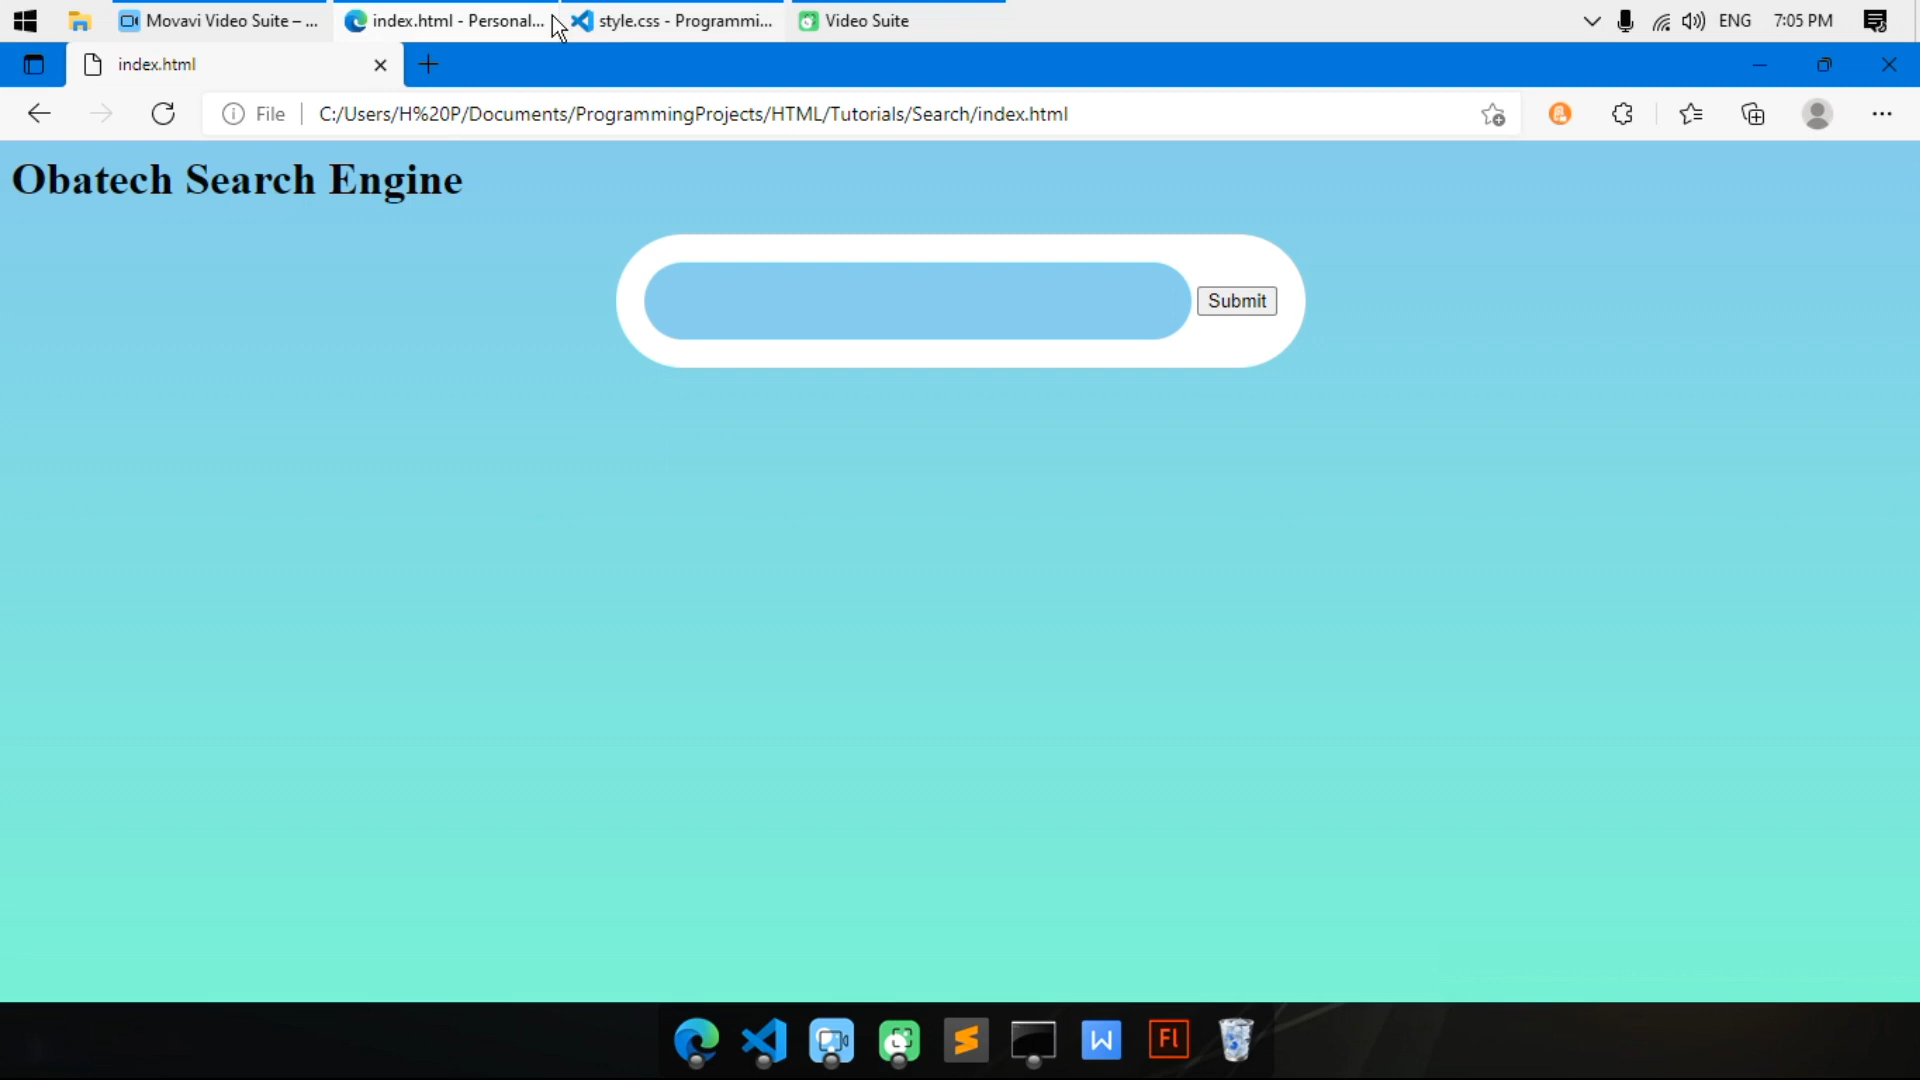 Movavi Video Suite – ...
index.html - Personal...
style.css - Programmi...
Video Suite
ENG
7:05 PM
index.html
File
C:/Users/H%20P/Documents/ProgrammingProjects/HTML/Tutorials/Search/index.html
Obatech Search Engine
Submit
W
Fl